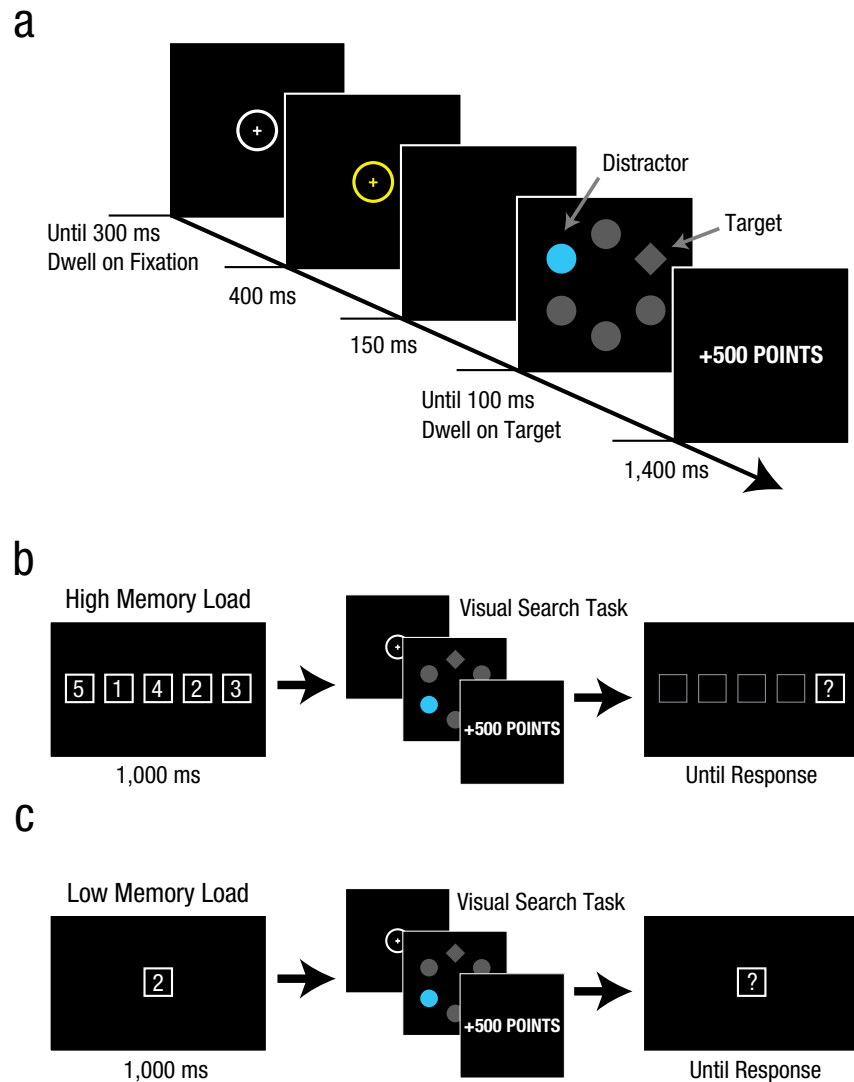 a
Distractor
Target
Until 300 ms
Dwell on Fixation
400 ms
150 ms
+500 POINTS
Until 100 ms
Dwell on Target
1,400 ms
b
High Memory Load
Visual Search Task
5 1 4 2 3
+500 POINTS
?
1,000 ms
Until Response
c
Low Memory Load
Visual Search Task
2
+500 POINTS
?
1,000 ms
Until Response